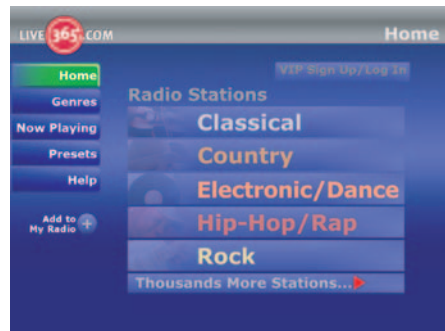 LIVE 365.COM
Home
VIP Sign Up/Log In
Home
Genres
Now Playing
Presets
Help
Add to
My Radio
Radio Stations
Classical
Country
Electronic/Dance
Hip-Hop/Rap
Rock
Thousands More Stations...